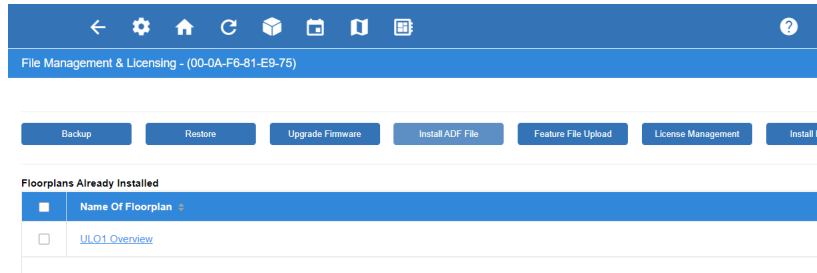 File Management & Licensing - (00-0A-F6-81-E9-75)
Backup Restore Upgrade Firmware Install ADF File Feature File Upload License Management Install
Floorplans Already Installed
Name Of Floorplan
ULO1 Overview